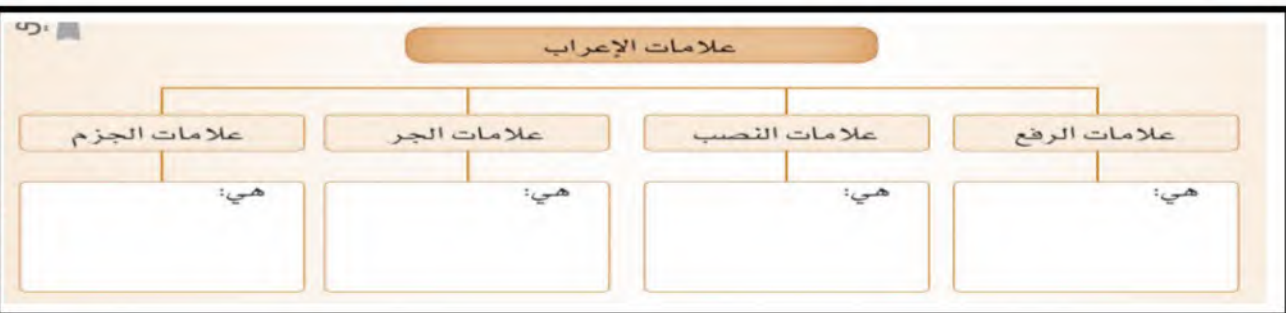 علامات الإعراب
علامات الرفع
علامات النصب
علامات الجر
علامات الجزم
هي:
هي:
هي:
هي: